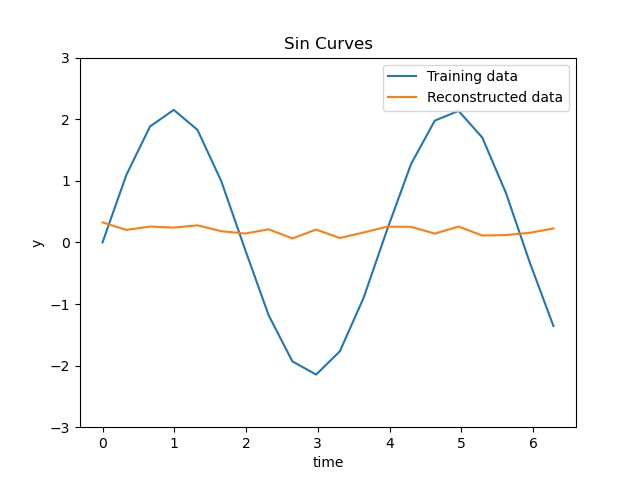 Sin Curves
Training data
Reconstructed data
3
2
1
0
−1
−2
−3
y
0 1 2 3 4 5 6
time